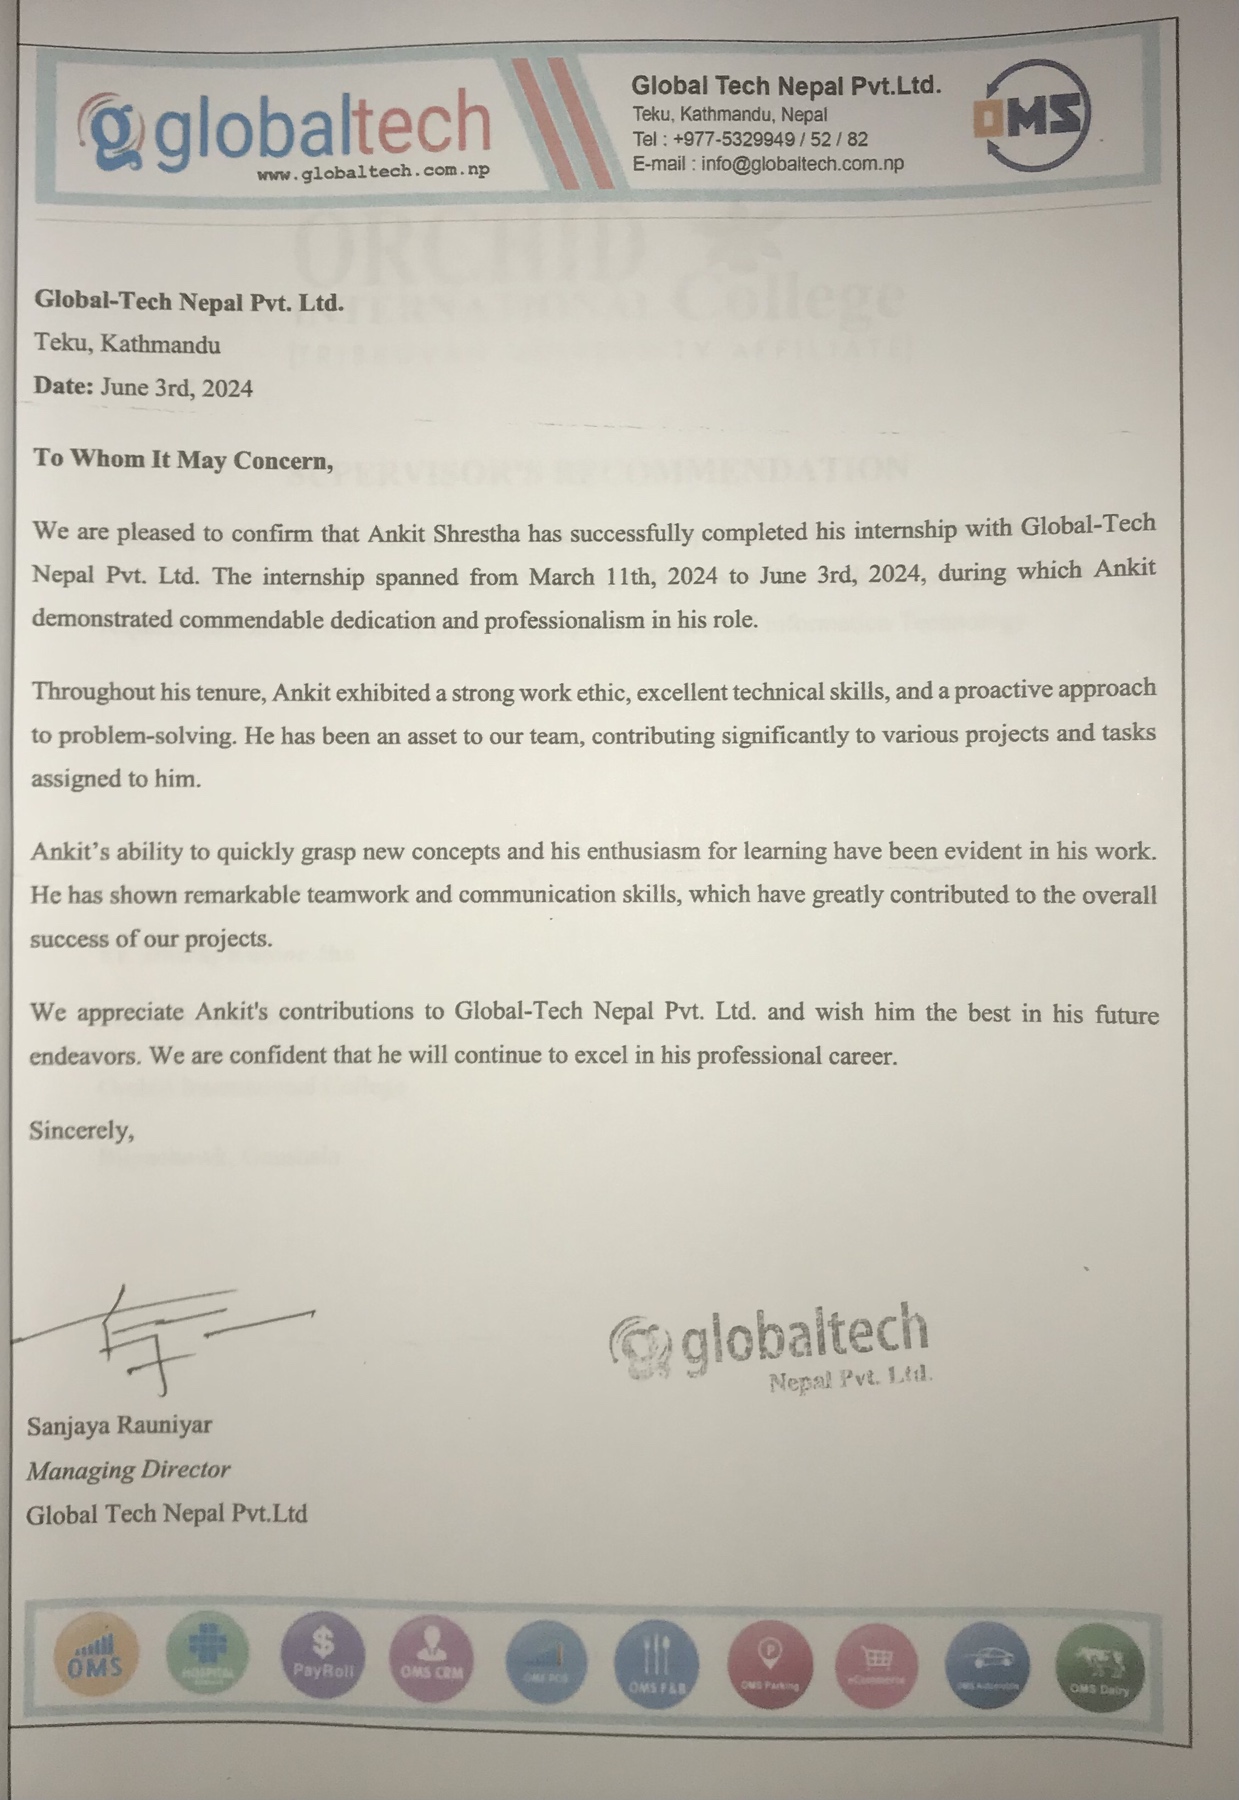 globaltech
www.globaltech.com.np
Global Tech Nepal Pvt.Ltd.
Teku, Kathmandu, Nepal
Tel : +977-5329949 / 52 / 82
E-mail : info@globaltech.com.np
OMS
ORCHID
INTERNATIONAL College
Global-Tech Nepal Pvt. Ltd.
Teku, Kathmandu
Date: June 3rd, 2024
SUPERVISOR'S RECOMMENDATION
To Whom It May Concern,
We are pleased to confirm that Ankit Shrestha has successfully completed his internship with Global-Tech
Nepal Pvt. Ltd. The internship spanned from March 11th, 2024 to June 3rd, 2024, during which Ankit
demonstrated commendable dedication and professionalism in his role.
Throughout his tenure, Ankit exhibited a strong work ethic, excellent technical skills, and a proactive approach
to problem-solving. He has been an asset to our team, contributing significantly to various projects and tasks
assigned to him.
Ankit’s ability to quickly grasp new concepts and his enthusiasm for learning have been evident in his work.
He has shown remarkable teamwork and communication skills, which have greatly contributed to the overall
success of our projects.
We appreciate Ankit's contributions to Global-Tech Nepal Pvt. Ltd. and wish him the best in his future
endeavors. We are confident that he will continue to excel in his professional career.
Sincerely,
globaltech
Nepal Pvt. Ltd.
Sanjaya Rauniyar
Managing Director
Global Tech Nepal Pvt.Ltd
OMS
HOSPITAL
PayRoll
OMS CRM
OMS POS
OMS F&B
OMS Parking
eCommerce
OMS Automobile
OMS Dairy